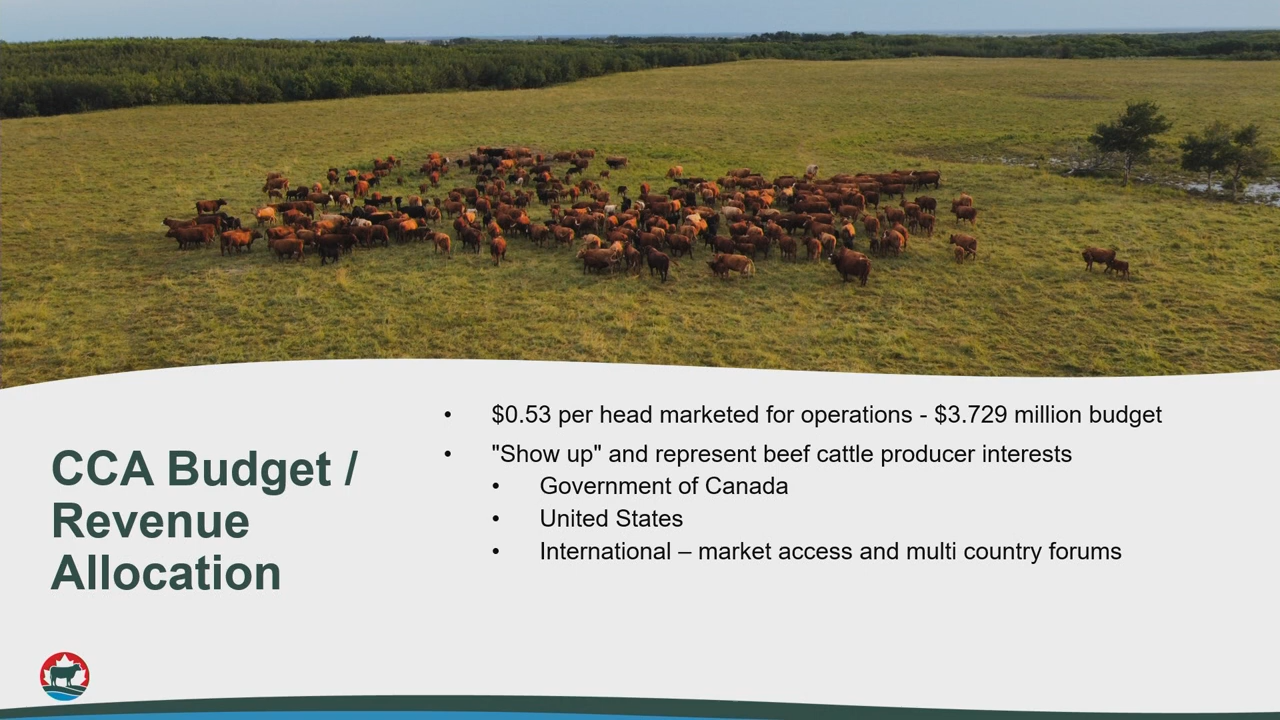 CCA Budget /
Revenue
Allocation
• $0.53 per head marketed for operations - $3.729 million budget
• "Show up" and represent beef cattle producer interests
• Government of Canada
• United States
• International – market access and multi country forums